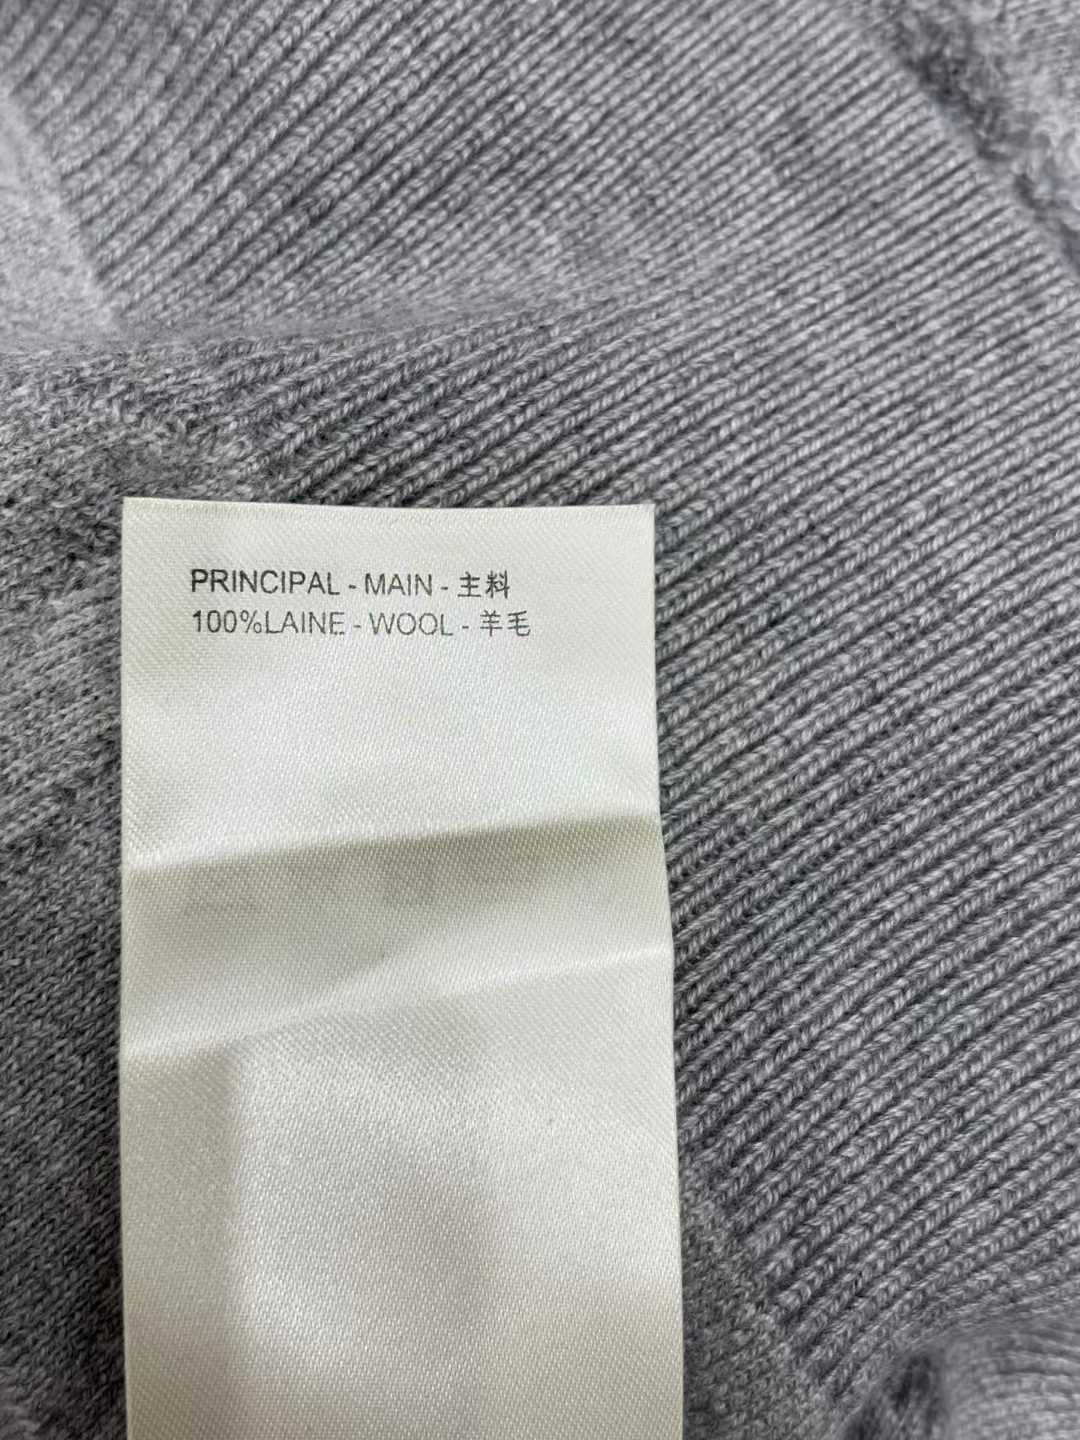 PRINCIPAL - MAIN - 主料
100%LAINE - WOOL - 羊毛